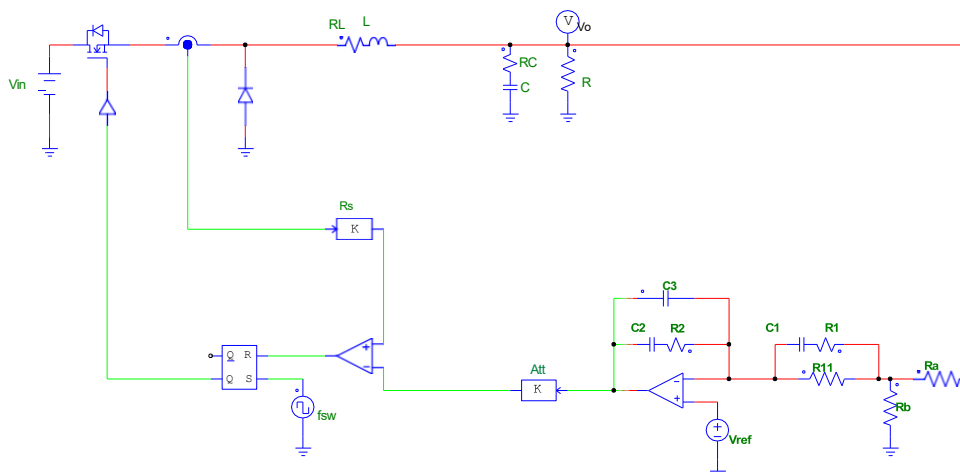 RL L
V Vo
Vin
RC
C
R
Rs
K
C3
C2 R2
C1 R1
Q R
Q S
Att
K
R11
Ra
Rb
fsw
Vref